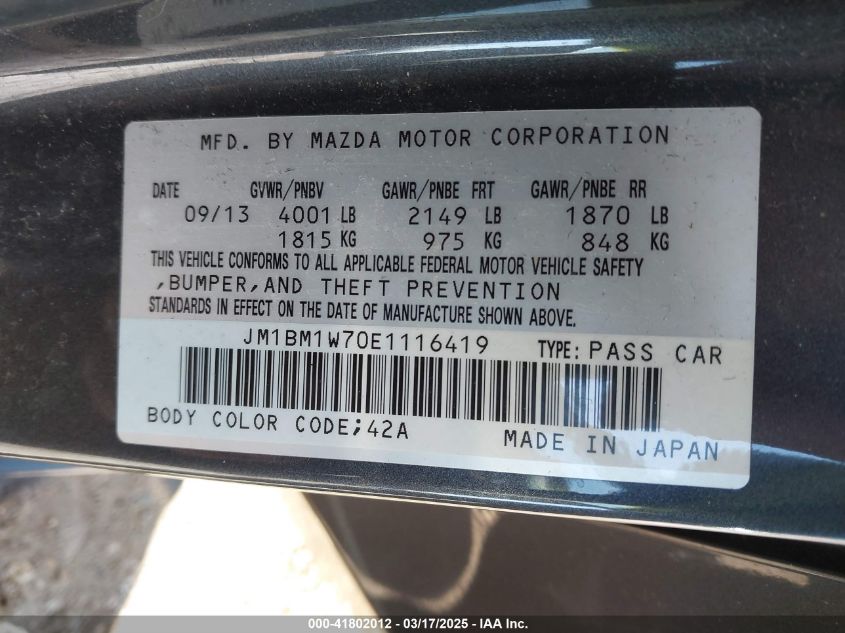 MFD. BY MAZDA MOTOR CORPORATION
DATE GVWR/PNBV GAWR/PNBE FRT GAWR/PNBE RR
09/13 4001 LB 2149 LB 1870 LB
1815 KG 975 KG 848 KG
THIS VEHICLE CONFORMS TO ALL APPLICABLE FEDERAL MOTOR VEHICLE SAFETY
,BUMPER,AND THEFT PREVENTION
STANDARDS IN EFFECT ON THE DATE OF MANUFACTURE SHOWN ABOVE.
JM1BM1W70E1116419 TYPE: PASS CAR
BODY COLOR CODE;42A MADE IN JAPAN
000-41802012 - 03/17/2025 - IAA Inc.